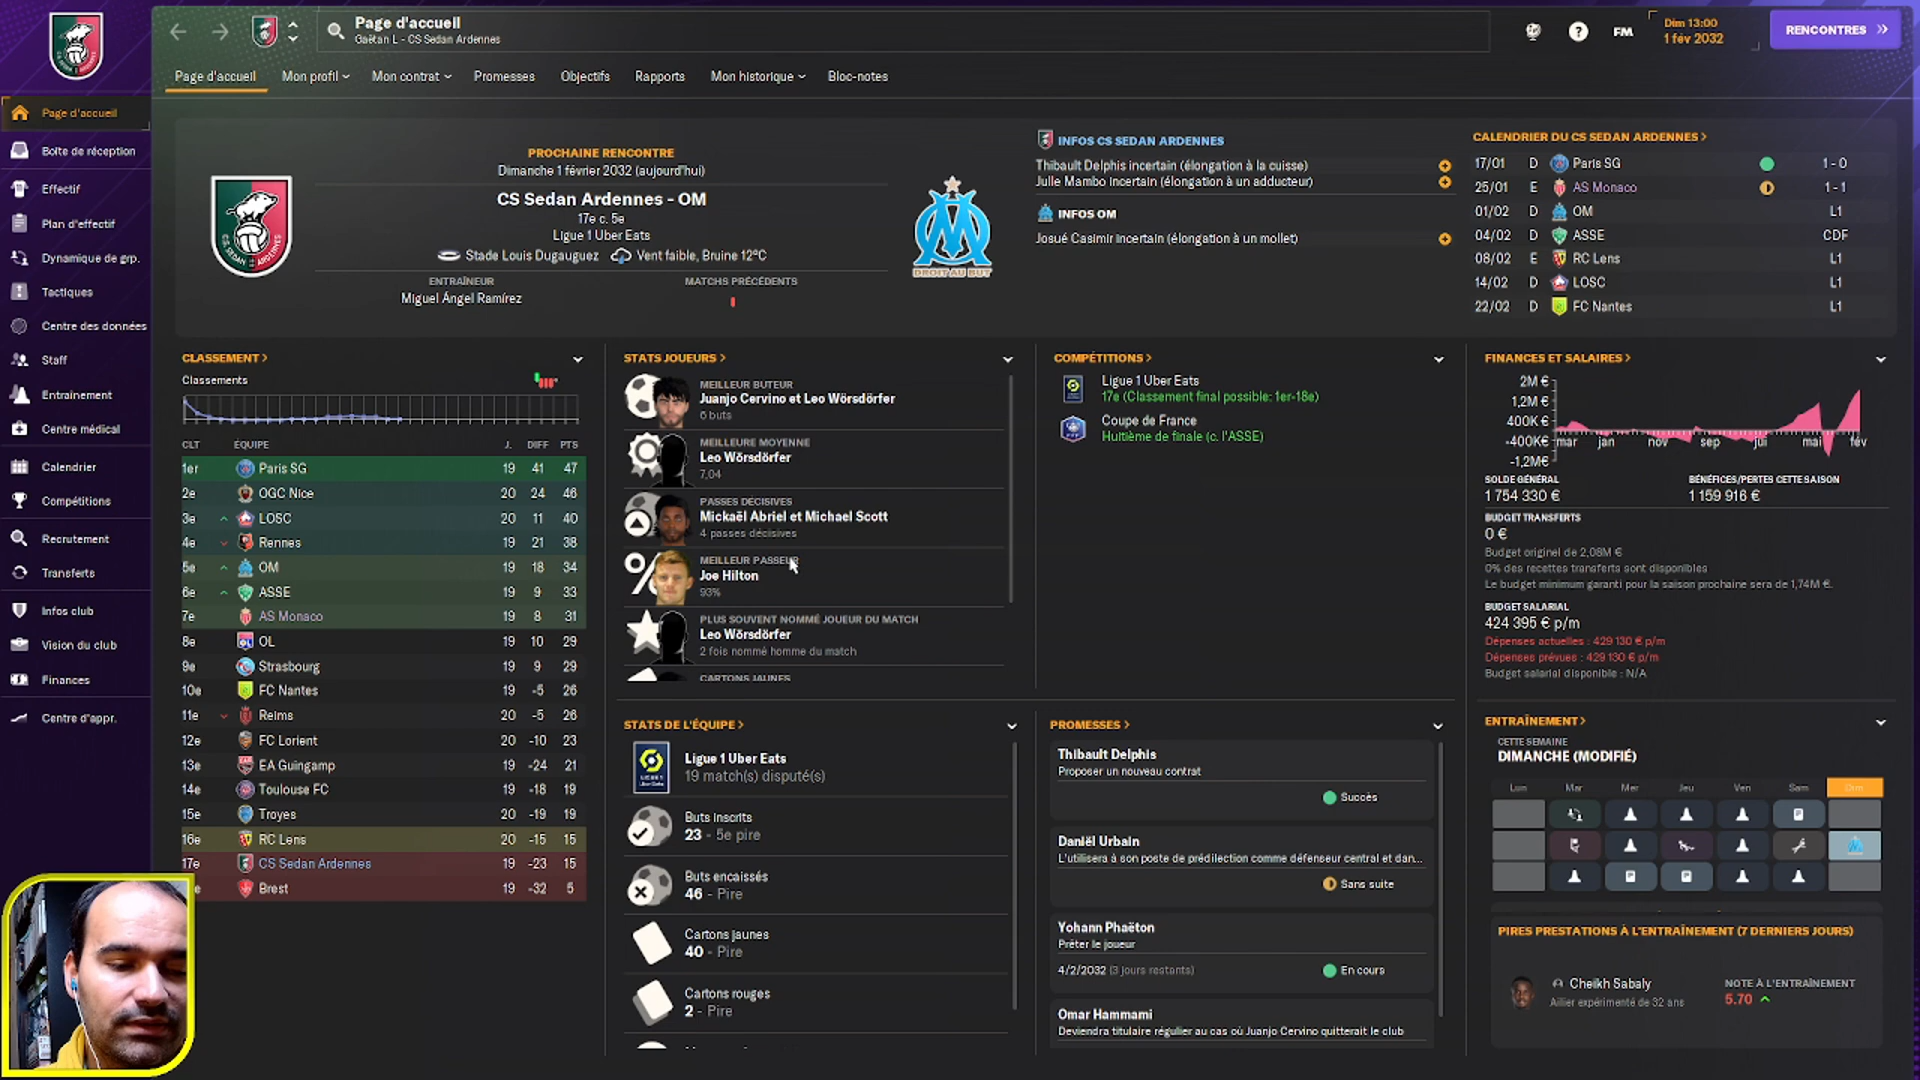 Page d'accueil
Gaëtan L - CS Sedan Ardennes
FM
Dim 13:00
1 fév 2032
RENCONTRES
Page d'accueil
Mon profil
Mon contrat
Promesses
Objectifs
Rapports
Mon historique
Bloc-notes
Page d'accueil
Boîte de réception
Effectif
Plan d'effectif
Dynamique de grp.
Tactiques
Centre des données
Staff
Entraînement
Centre médical
Calendrier
Compétitions
Recrutement
Transferts
Infos club
Vision du club
Finances
Centre d'appr.
PROCHAINE RENCONTRE
Dimanche 1 février 2032 (aujourd'hui)
CS Sedan Ardennes - OM
17e c. 5e
Ligue 1 Uber Eats
Stade Louis Dugauguez
Vent faible, Bruine 12°C
ENTRAÎNEUR
Miguel Ángel Ramírez
MATCHS PRÉCÉDENTS
DROIT AU BUT
INFOS CS SEDAN ARDENNES
Thibault Delphis incertain (élongation à la cuisse)
Julle Mambo incertain (élongation à un adducteur)
INFOS OM
Josué Casimir incertain (élongation à un mollet)
CALENDRIER DU CS SEDAN ARDENNES >
17/01 D Paris SG 1 - 0
25/01 E AS Monaco 1 - 1
01/02 D OM L1
04/02 D ASSE CDF
08/02 E RC Lens L1
14/02 D LOSC L1
22/02 D FC Nantes L1
CLASSEMENT >
Classements
CLT ÉQUIPE J. DIFF PTS
1er Paris SG 19 41 47
2e OGC Nice 20 24 46
3e LOSC 20 11 40
4e Rennes 19 21 38
5e OM 19 18 34
6e ASSE 19 9 33
7e AS Monaco 19 8 31
8e OL 19 10 29
9e Strasbourg 19 9 29
10e FC Nantes 19 -5 26
11e Reims 20 -5 26
12e FC Lorient 20 -10 23
13e EA Guingamp 19 -24 21
14e Toulouse FC 19 -18 19
15e Troyes 20 -19 19
16e RC Lens 20 -15 15
17e CS Sedan Ardennes 19 -23 15
e Brest 19 -32 5
STATS JOUEURS >
MEILLEUR BUTEUR
Juanjo Cervino et Leo Wörsdörfer
6 buts
MEILLEURE MOYENNE
Leo Wörsdörfer
7,04
PASSES DÉCISIVES
Mickaël Abriel et Michael Scott
4 passes décisives
MEILLEUR PASSEUR
Joe Hilton
93%
PLUS SOUVENT NOMMÉ JOUEUR DU MATCH
Leo Wörsdörfer
2 fois nommé homme du match
CARTONS JAUNES
COMPÉTITIONS >
Ligue 1 Uber Eats
17e (Classement final possible: 1er-18e)
Coupe de France
Huitième de finale (c. l'ASSE)
FINANCES ET SALAIRES >
2M €
1,2M €
400K €
-400K€
-1,2M€
mar jan nov sep juil mai fév
SOLDE GÉNÉRAL
1 754 330 €
BÉNÉFICES/PERTES CETTE SAISON
1 159 916 €
BUDGET TRANSFERTS
0 €
Budget originel de 2,08M €
0% des recettes transferts sont disponibles
Le budget minimum garanti pour la saison prochaine sera de 1,74M €.
BUDGET SALARIAL
424 395 € p/m
Dépenses actuelles : 429 130 € p/m
Dépenses prévues : 429 130 € p/m
Budget salarial disponible : N/A
STATS DE L'ÉQUIPE >
Ligue 1 Uber Eats
19 match(s) disputé(s)
Buts inscrits
23 - 5e pire
Buts encaissés
46 - Pire
Cartons jaunes
40 - Pire
Cartons rouges
2 - Pire
PROMESSES >
Thibault Delphis
Proposer un nouveau contrat
Succès
Daniël Urbain
L'utilisera à son poste de prédilection comme défenseur central et dan...
Sans suite
Yohann Phaëton
Prêter le joueur
4/2/2032 (3 jours restants)
En cours
Omar Hammami
Deviendra titulaire régulier au cas où Juanjo Cervino quitterait le club
ENTRAÎNEMENT >
CETTE SEMAINE
DIMANCHE (MODIFIÉ)
Lun Mar Mer Jeu Ven Sam Dim
PIRES PRESTATIONS À L'ENTRAÎNEMENT (7 DERNIERS JOURS)
Cheikh Sabaly
Ailier expérimenté de 32 ans
NOTE À L'ENTRAÎNEMENT
5.70